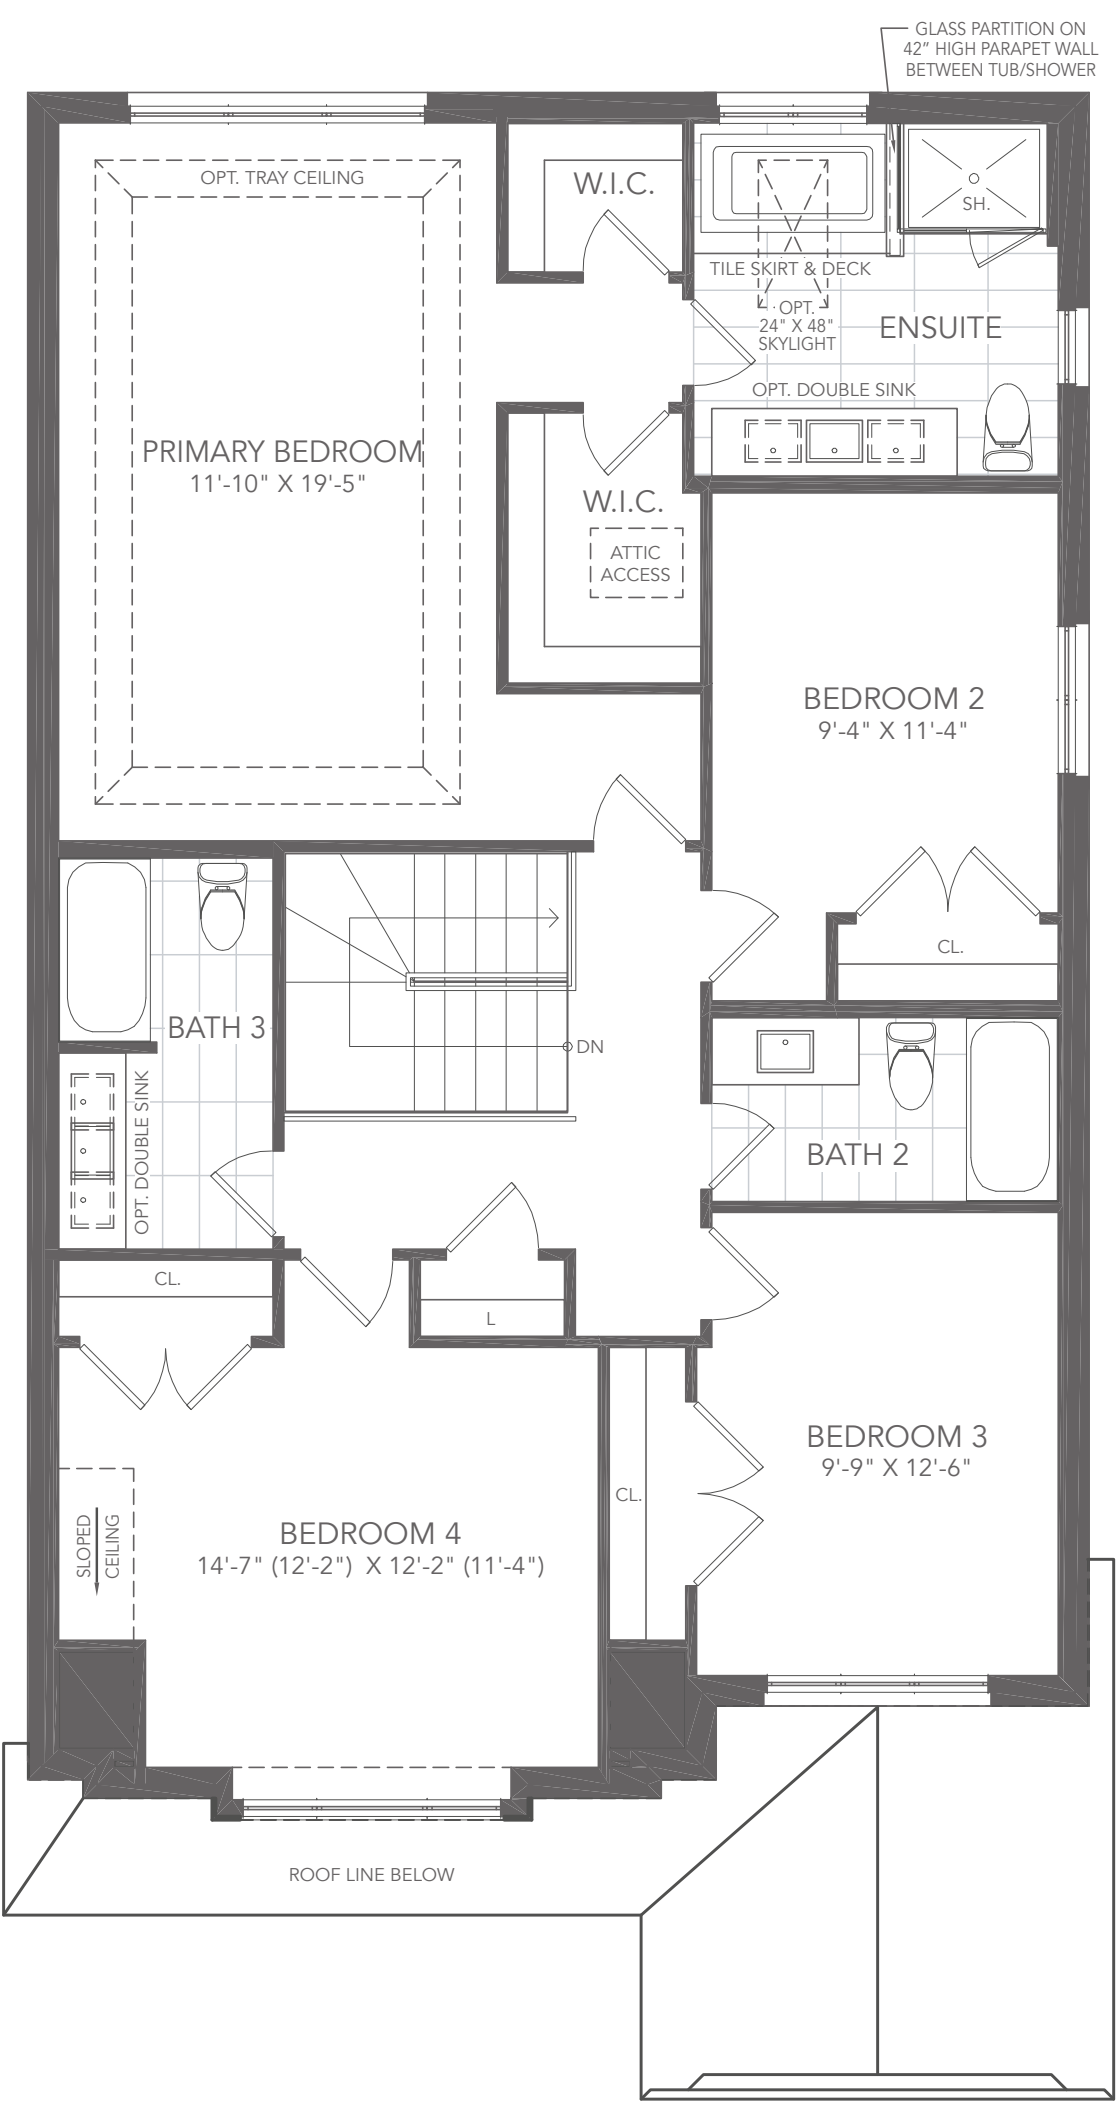 GLASS PARTITION ON
42” HIGH PARAPET WALL
BETWEEN TUB/SHOWER
OPT. TRAY CEILING
W.I.C.
SH.
TILE SKIRT & DECK
OPT.
24" X 48"
SKYLIGHT
ENSUITE
OPT. DOUBLE SINK
PRIMARY BEDROOM
11'-10" X 19'-5"
W.I.C.
ATTIC
ACCESS
BEDROOM 2
9'-4" X 11'-4"
CL.
BATH 3
DN
OPT. DOUBLE SINK
BATH 2
CL.
L
BEDROOM 3
9'-9" X 12'-6"
CL.
SLOPED
CEILING
BEDROOM 4
14'-7" (12'-2") X 12'-2" (11'-4")
ROOF LINE BELOW